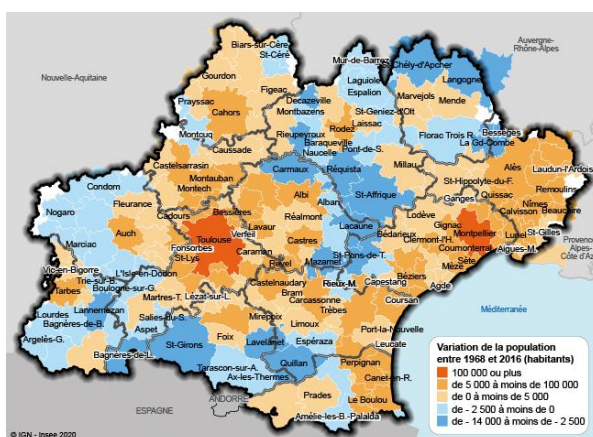 Auvergne-
Rhône-Alpes
Nouvelle-Aquitaine
Biars-sur-Cère
St-Céré
Mur-de-Barrez
St-Chély-d'Apcher
Gourdon
Laguiole
Langogne
Espalion
Figeac
Marvejols
Prayssac
Decazeville
Mende
Cahors
Montbazens
St-Geniez-d'Olt
Laissac
Rodez
Montcuq
Rieupeyroux
Florac Trois R.
Bessèges
Baraqueville
La Gd-Combe
Caussade
Naucelle
Pont-de-S.
Castelsarrasin
Millau
Alès
Laudun-l'Ardoise
Carmaux
Réquista
St-Hippolyte-du-F.
Montauban
Remoulins
Condom
Montech
Albi
St-Affrique
Ganges
Quissac
Nîmes
Fleurance
Bessières
Alban
Calvisson
Beaucaire
Nogaro
Cadours
Réalmont
Lodève
Gignac
Lavaur
Lacaune
Montpellier
Lunel
St-Gilles
Auch
Toulouse
Verfeil
Bédarieux
Clermont-l'H.
Cournonterral
Aigues-M.
Provence-
Alpes-
Côte d'Az
Marciac
Fonsorbes
Castres
St-Lys
Caraman
St-Pons-de-T.
Sète
Vic-en-Bigorre
L'Isle-en-Dodon
Revel
Mazamet
Mèze
Trie-sur-B.
Boulogne-sur-G.
Rieux-M.
Capestang
Béziers
Agde
Tarbes
Castelnaudary
Martres-T.
Lézat-sur-L.
Bram
Carcassonne
Coursan
Lourdes
Lannemezan
Salies-du-S.
Trèbes
Méditerranée
Bagnères-de-B.
Mirepoix
Aspet
Limoux
Port-la-Nouvelle
Argelès-G.
Foix
St-Girons
Lavelanet
Espéraza
Leucate
Bagnères-de-L.
Quillan
Tarascon-sur-A.
Perpignan
Ax-les-Thermes
Canet-en-R.
ANDORRE
Prades
ESPAGNE
Le Boulou
Amélie-les-B.-Palalda
Variation de la population
entre 1968 et 2016 (habitants)
100 000 ou plus
de 5 000 à moins de 100 000
de 0 à moins de 5 000
de - 2 500 à moins de 0
de - 14 000 à moins de - 2 500
© IGN - Insee 2020